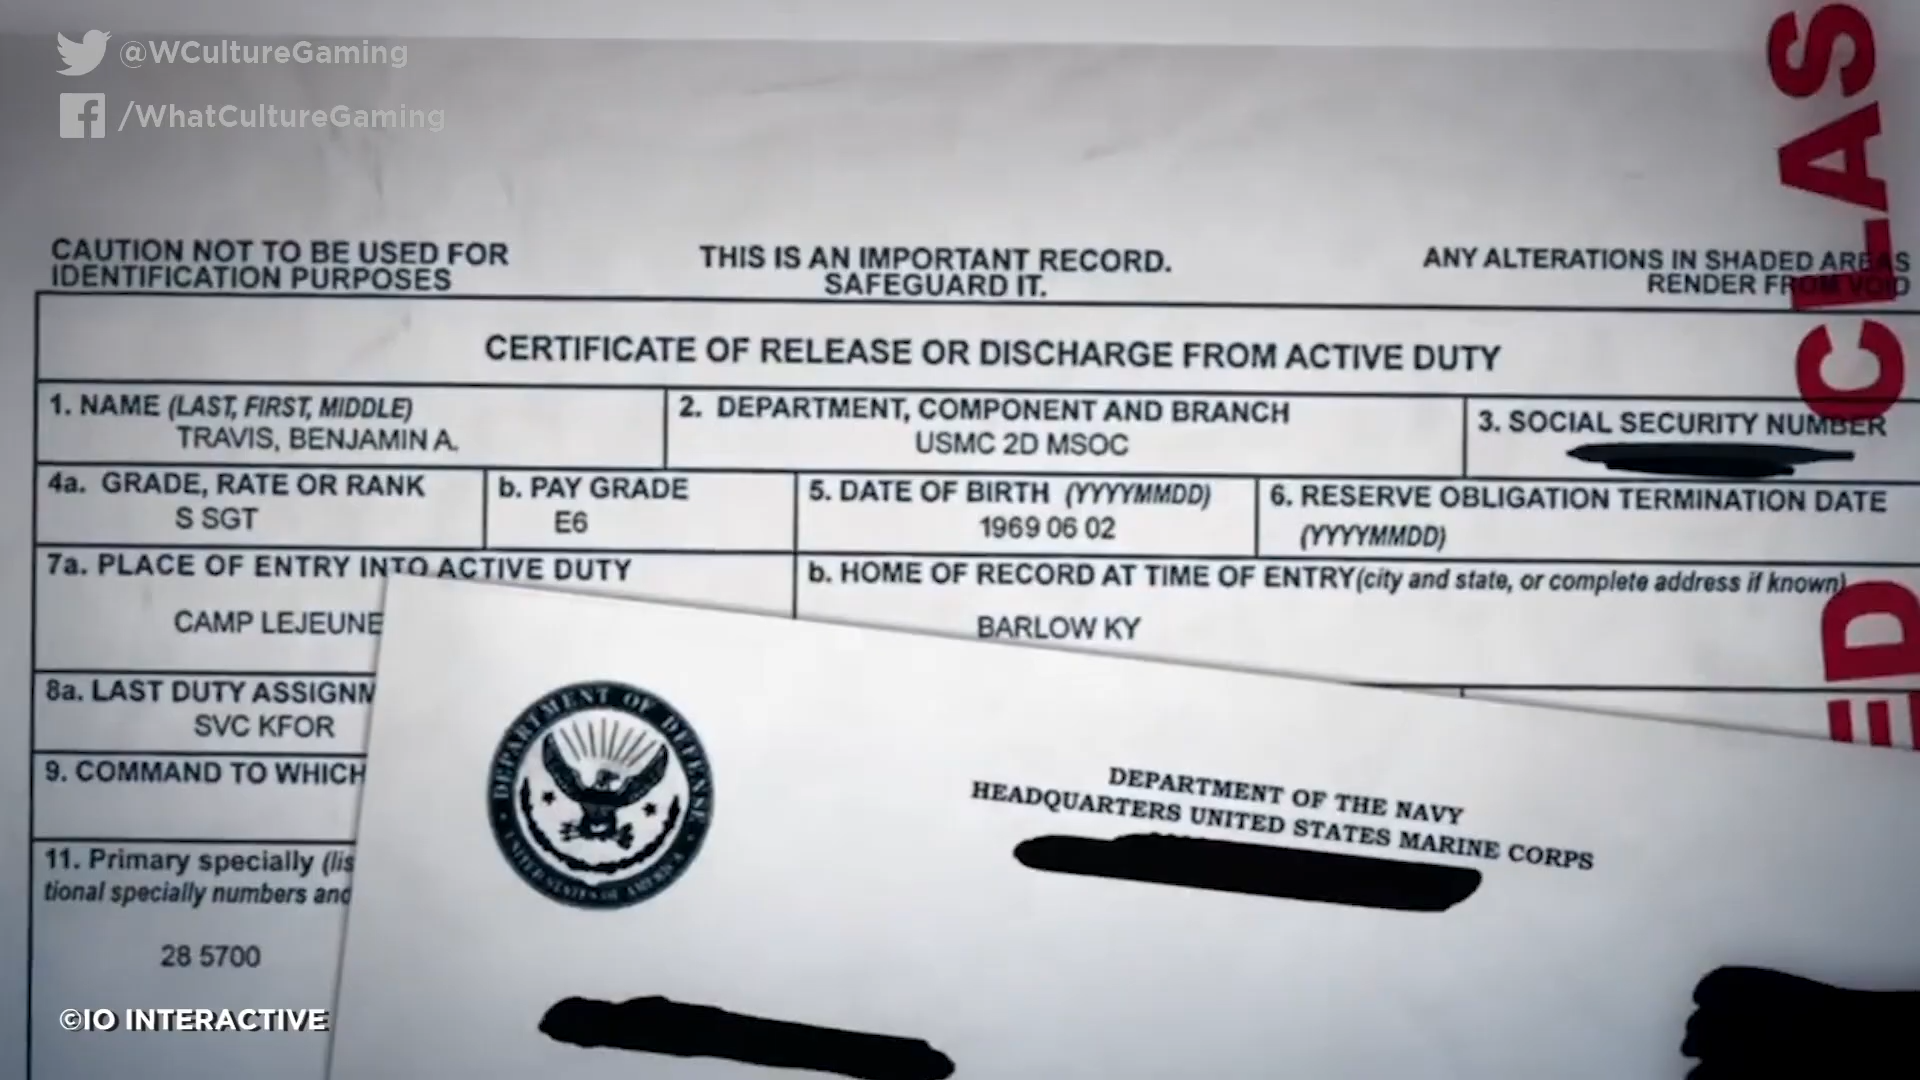 @WCultureGaming
/WhatCultureGaming
CAUTION NOT TO BE USED FOR
IDENTIFICATION PURPOSES
THIS IS AN IMPORTANT RECORD.
SAFEGUARD IT.
ANY ALTERATIONS IN SHADED AREAS
RENDER FROM VOID
CERTIFICATE OF RELEASE OR DISCHARGE FROM ACTIVE DUTY
1. NAME (LAST, FIRST, MIDDLE)
TRAVIS, BENJAMIN A.
2. DEPARTMENT, COMPONENT AND BRANCH
USMC 2D MSOC
3. SOCIAL SECURITY NUMBER
4a. GRADE, RATE OR RANK
S SGT
b. PAY GRADE
E6
5. DATE OF BIRTH (YYYYMMDD)
1969 06 02
6. RESERVE OBLIGATION TERMINATION DATE
(YYYYMMDD)
7a. PLACE OF ENTRY INTO ACTIVE DUTY
CAMP LEJEUNE
b. HOME OF RECORD AT TIME OF ENTRY(city and state, or complete address if known)
BARLOW KY
8a. LAST DUTY ASSIGNM
SVC KFOR
9. COMMAND TO WHICH
11. Primary specially (lis
tional specially numbers and
28 5700
CLAS
ED
DEPARTMENT OF DEFENSE
UNITED STATES OF AMERICA
DEPARTMENT OF THE NAVY
HEADQUARTERS UNITED STATES MARINE CORPS
©IO INTERACTIVE